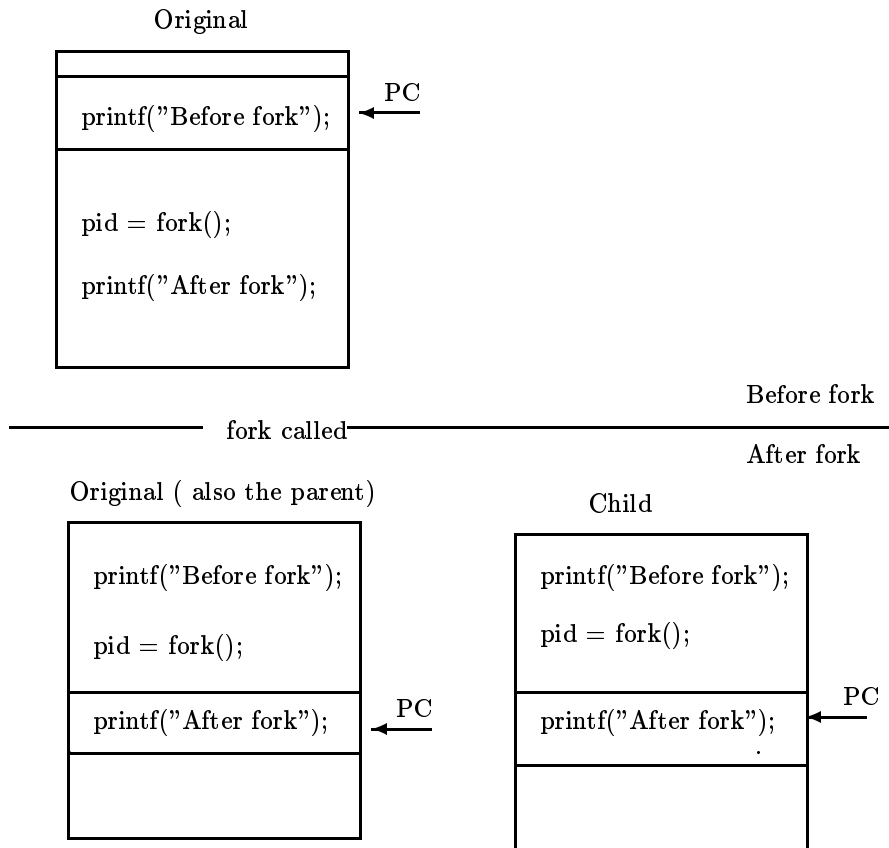 Original
PC
printf("Before fork");
pid = fork();
printf("After fork");
Before fork
fork called
After fork
Original ( also the parent)
printf("Before fork");
pid = fork();
PC
printf("After fork");
Child
printf("Before fork");
pid = fork();
PC
printf("After fork");
.